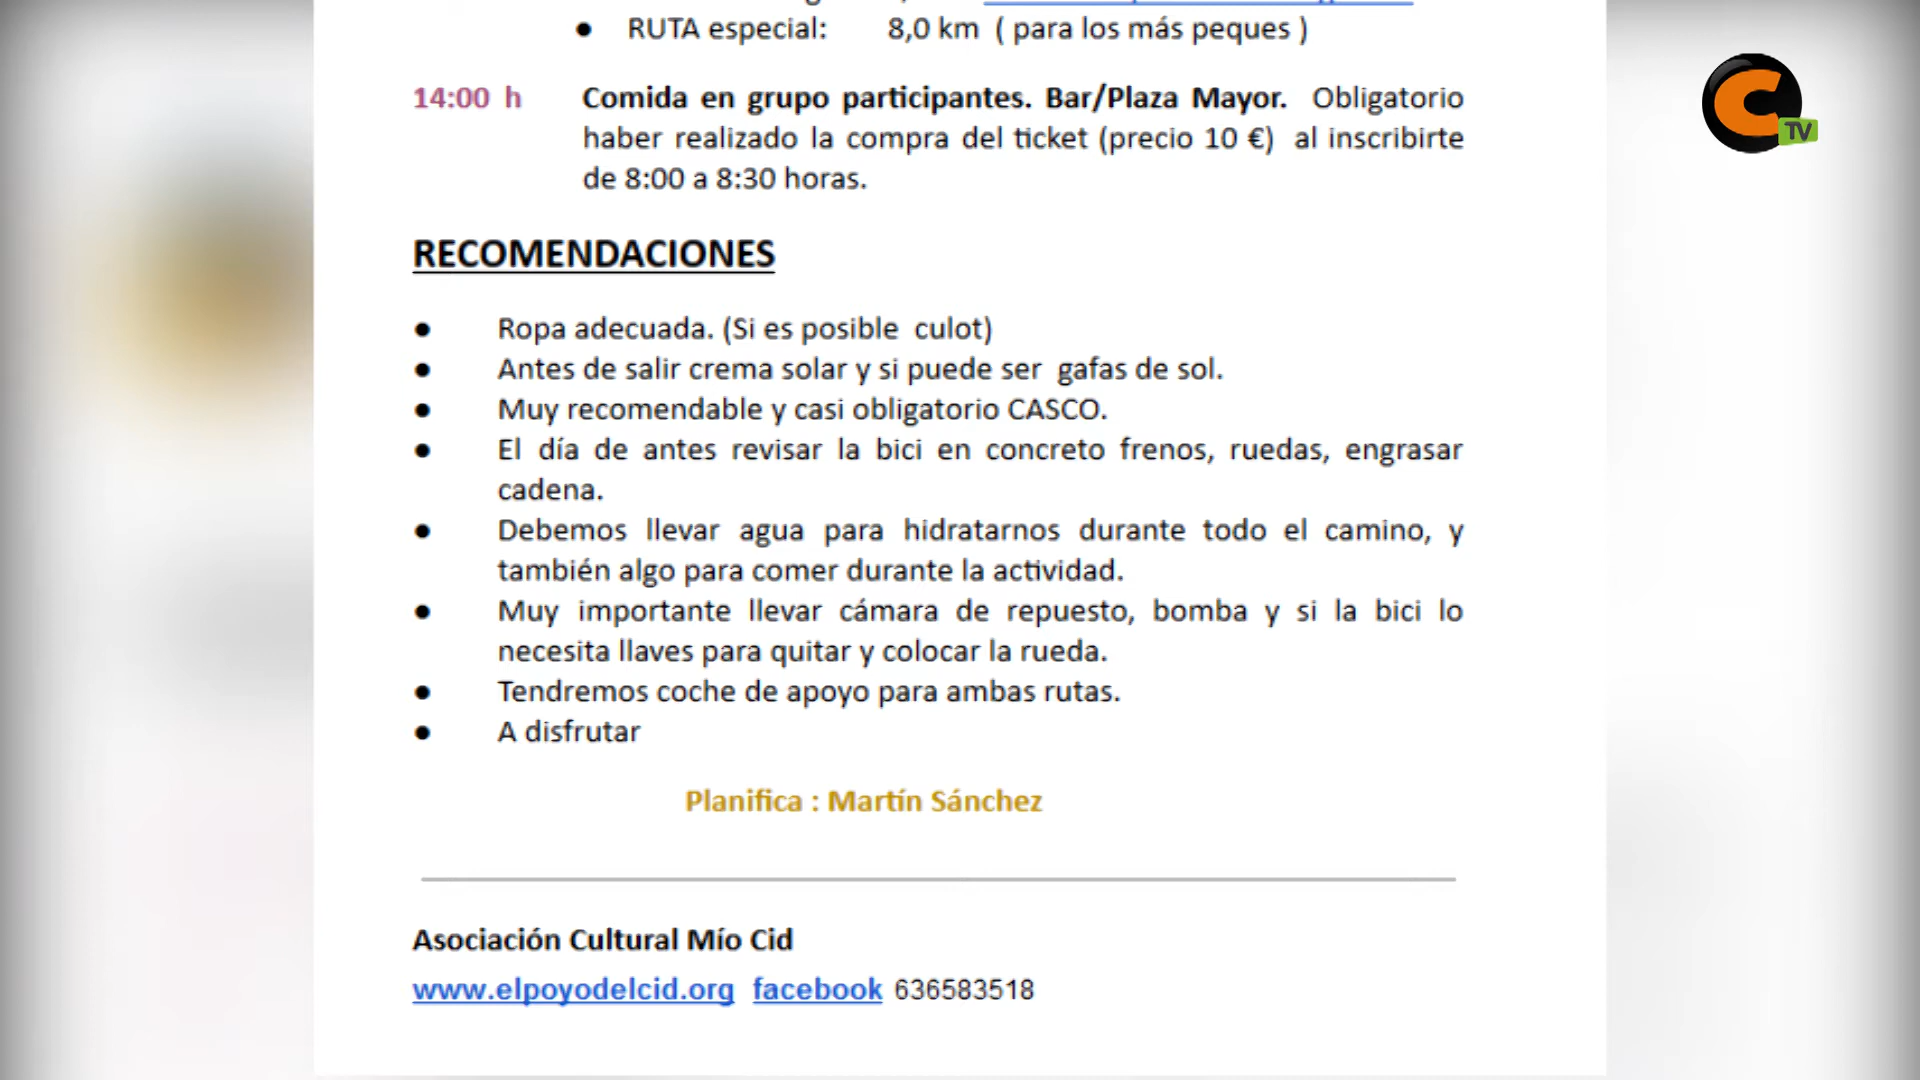 ● RUTA especial: 8,0 km ( para los más peques )
14:00 h Comida en grupo participantes. Bar/Plaza Mayor. Obligatorio
haber realizado la compra del ticket (precio 10 €) al inscribirte
de 8:00 a 8:30 horas.
RECOMENDACIONES
● Ropa adecuada. (Si es posible culot)
● Antes de salir crema solar y si puede ser gafas de sol.
● Muy recomendable y casi obligatorio CASCO.
● El día de antes revisar la bici en concreto frenos, ruedas, engrasar
cadena.
● Debemos llevar agua para hidratarnos durante todo el camino, y
también algo para comer durante la actividad.
● Muy importante llevar cámara de repuesto, bomba y si la bici lo
necesita llaves para quitar y colocar la rueda.
● Tendremos coche de apoyo para ambas rutas.
● A disfrutar
Planifica : Martín Sánchez
Asociación Cultural Mío Cid
www.elpoyodelcid.org facebook 636583518
C TV